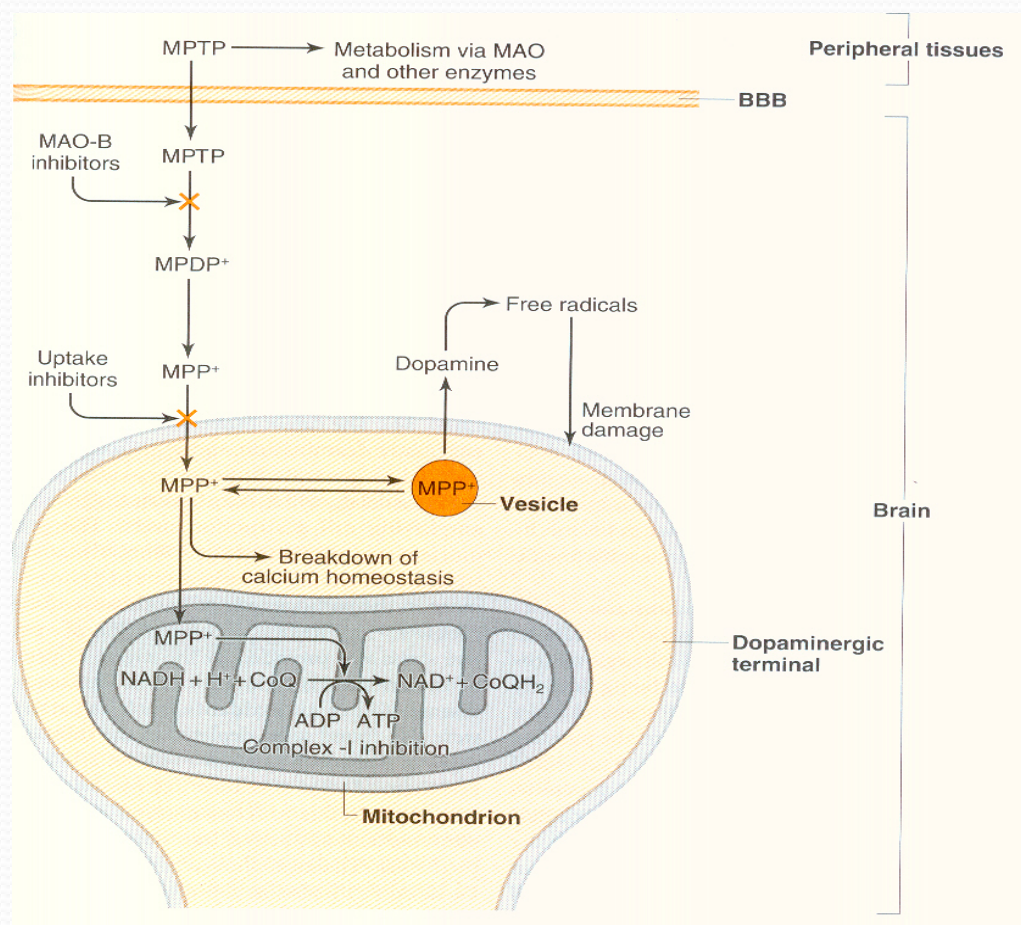 MPTP
Metabolism via MAO
and other enzymes
Peripheral tissues
BBB
MAO-B
inhibitors
MPTP
MPDP+
Free radicals
Uptake
inhibitors
MPP+
Dopamine
Membrane
damage
MPP+
MPP+
Vesicle
Brain
Breakdown of
calcium homeostasis
MPP+
Dopaminergic
terminal
NADH + H+ + CoQ
NAD+ + CoQH2
ADP ATP
Complex -I inhibition
Mitochondrion